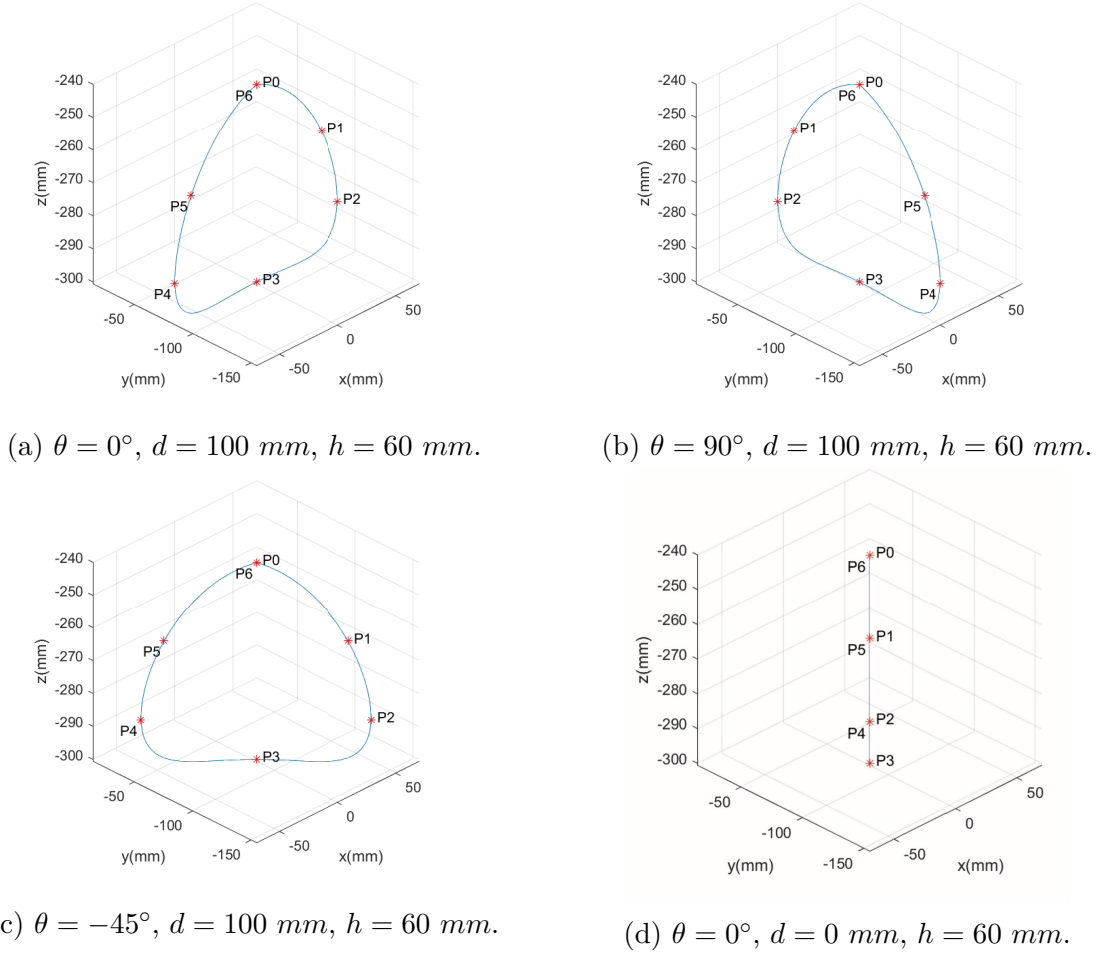 -240
-250
-260
-270
-280
-290
-300
z(mm)
P0
P6
P1
P2
P5
P3
P4
-50
-100
-150
y(mm)
50
0
-50
x(mm)
(a) θ = 0°, d = 100 mm, h = 60 mm.
-240
-250
-260
-270
-280
-290
-300
z(mm)
P0
P6
P1
P2
P5
P3
P4
-50
-100
-150
y(mm)
50
0
-50
x(mm)
(b) θ = 90°, d = 100 mm, h = 60 mm.
-240
-250
-260
-270
-280
-290
-300
z(mm)
P0
P6
P1
P5
P2
P4
P3
-50
-100
-150
y(mm)
50
0
-50
x(mm)
c) θ = −45°, d = 100 mm, h = 60 mm.
-240
-250
-260
-270
-280
-290
-300
z(mm)
P0
P6
P1
P5
P2
P4
P3
-50
-100
-150
y(mm)
50
0
-50
x(mm)
(d) θ = 0°, d = 0 mm, h = 60 mm.